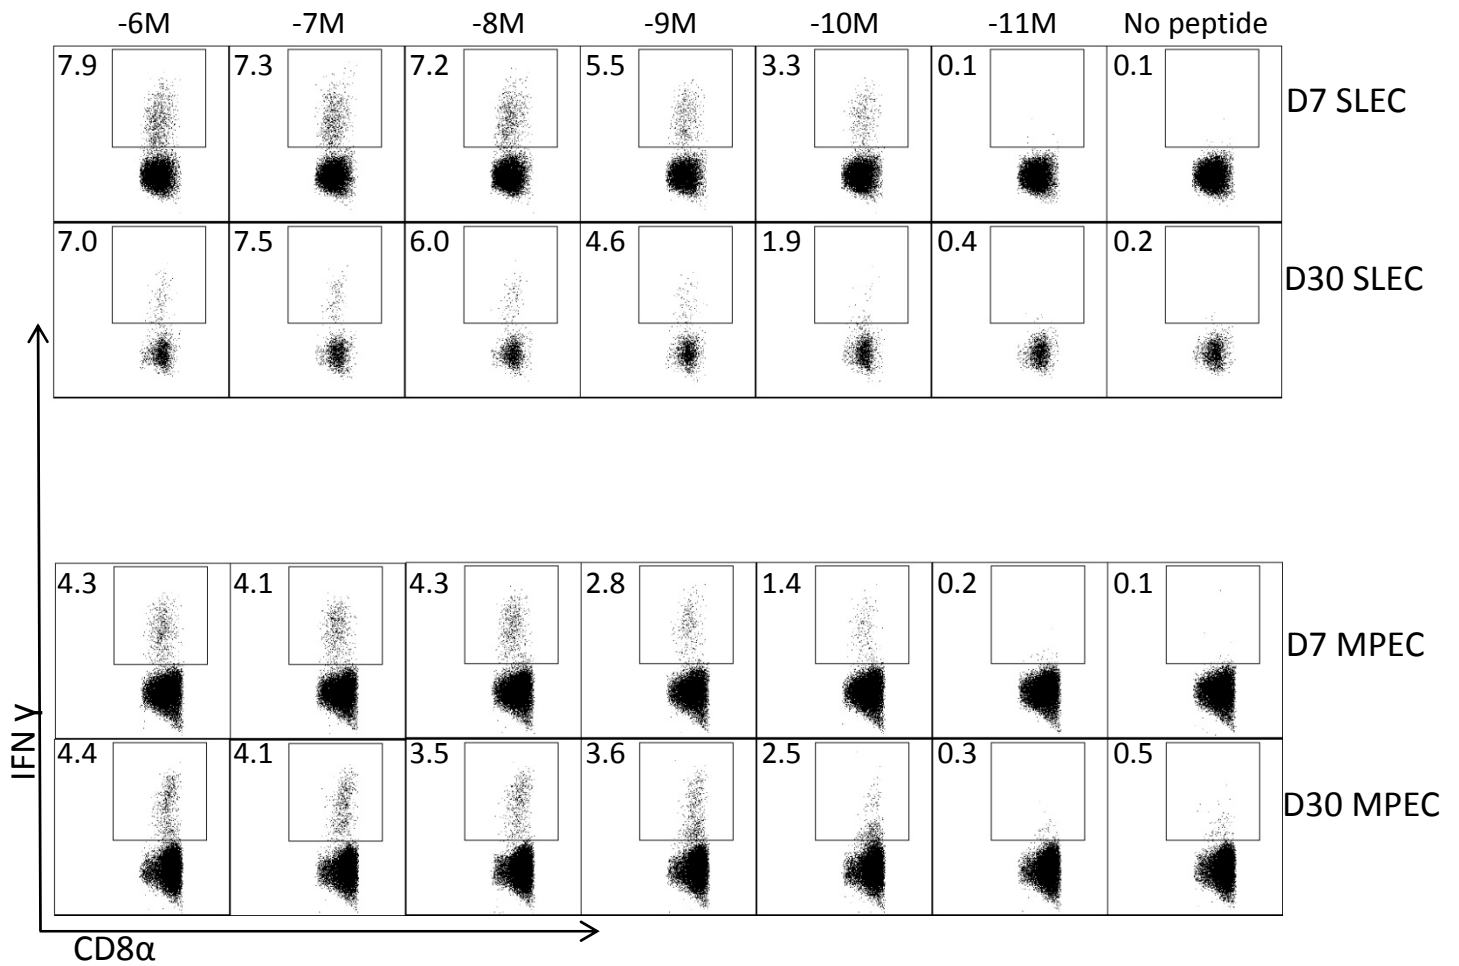 -6M -7M -8M -9M -10M -11M No peptide
7.9 7.3 7.2 5.5 3.3 0.1 0.1 D7 SLEC
7.0 7.5 6.0 4.6 1.9 0.4 0.2 D30 SLEC
4.3 4.1 4.3 2.8 1.4 0.2 0.1 D7 MPEC
4.4 4.1 3.5 3.6 2.5 0.3 0.5 D30 MPEC
IFN γ
CD8α